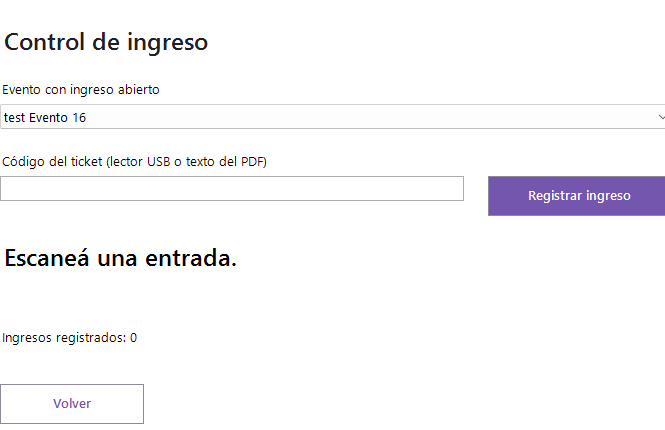 Control de ingreso
Evento con ingreso abierto
test Evento 16
Código del ticket (lector USB o texto del PDF)
Registrar ingreso
Escaneá una entrada.
Ingresos registrados: 0
Volver